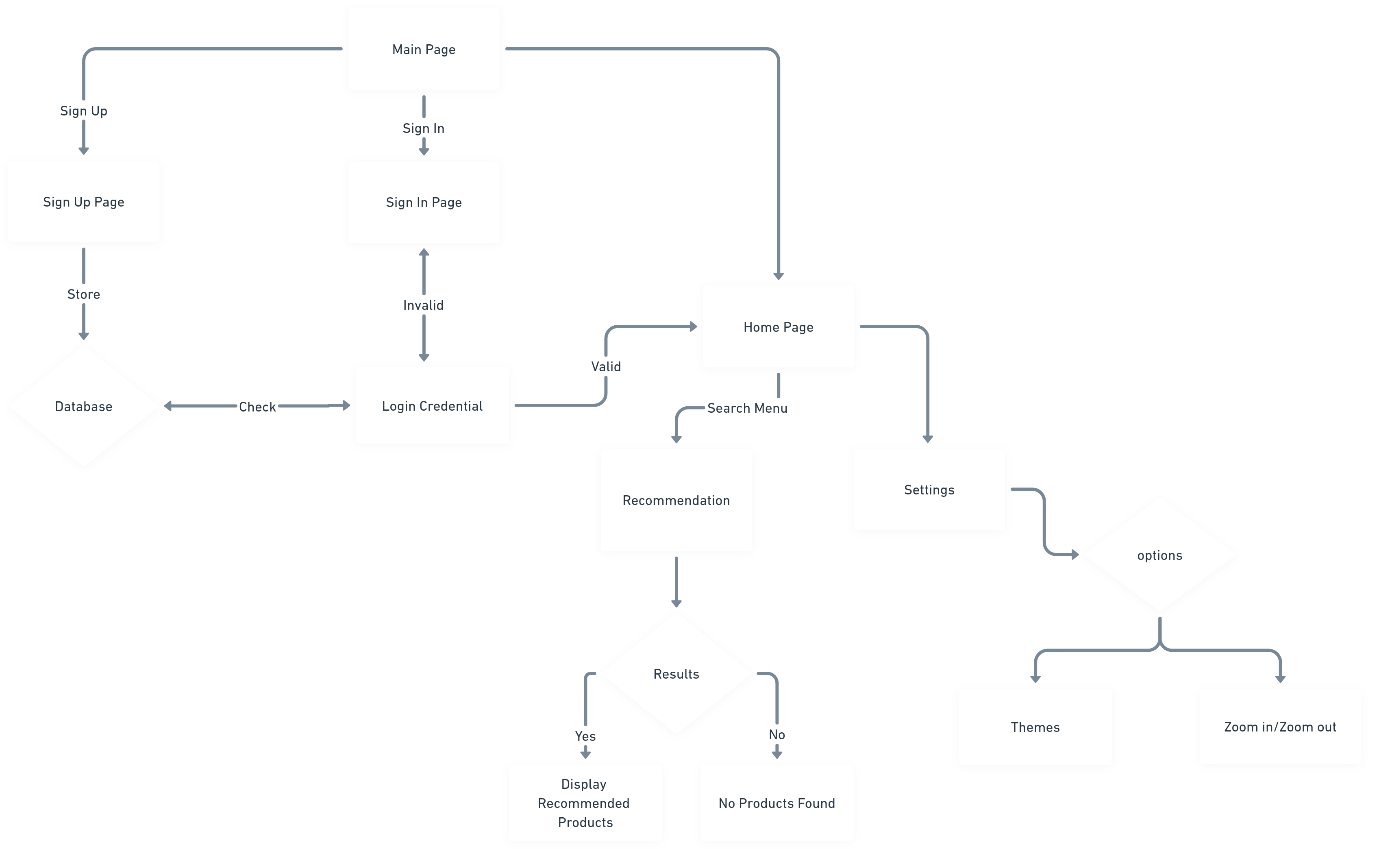 Main Page
Sign Up
Sign In
Sign Up Page
Sign In Page
Store
Invalid
Home Page
Valid
Database
Check
Login Credential
Search Menu
Recommendation
Settings
options
Results
Yes
No
Themes
Zoom in/Zoom out
Display
Recommended
Products
No Products Found